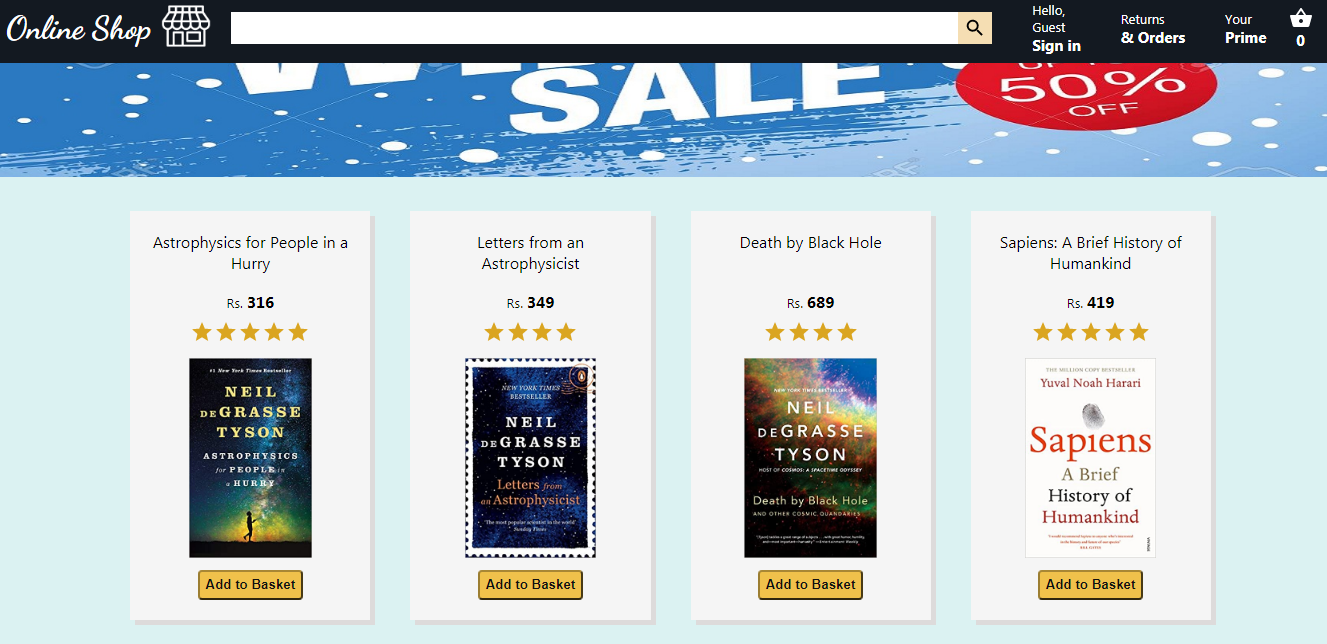 Online Shop
Hello,
Guest
Sign in
Returns
& Orders
Your
Prime
0
SALE
50%
OFF
Astrophysics for People in a
Hurry
Rs. 316
#1 New York Times Bestseller
NEIL
DEGRASSE
TYSON
ASTROPHYSICS
for PEOPLE in
a HURRY
Add to Basket
Letters from an
Astrophysicist
Rs. 349
NEW YORK TIMES
BESTSELLER
NEIL
DEGRASSE
TYSON
Letters from
an Astrophysicist
'The most popular scientist in the world'
Sunday Times
Add to Basket
Death by Black Hole
Rs. 689
NEW YORK TIMES BESTSELLER
NEIL
DEGRASSE
TYSON
HOST OF COSMOS: A SPACETIME ODYSSEY
Death by Black Hole
AND OTHER COSMIC QUANDARIES
Add to Basket
Sapiens: A Brief History of
Humankind
Rs. 419
THE MILLION COPY BESTSELLER
Yuval Noah Harari
Sapiens
A Brief
History of
Humankind
Add to Basket